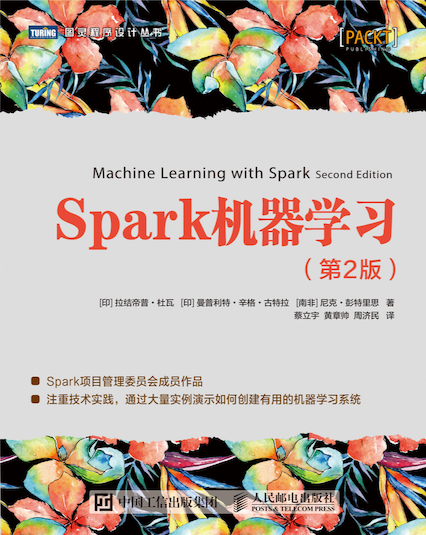 TURING 图灵程序设计丛书
[PACKT]
PUBLISHING
Machine Learning with Spark Second Edition
Spark机器学习
（第2版）
[印] 拉结帝普·杜瓦 [印] 曼普利特·辛格·古特拉 [南非] 尼克·彭特里思 著
蔡立宇 黄章帅 周济民 译
Spark项目管理委员会成员作品
注重技术实践，通过大量实例演示如何创建有用的机器学习系统
中国工信出版集团
人民邮电出版社
POSTS & TELECOM PRESS